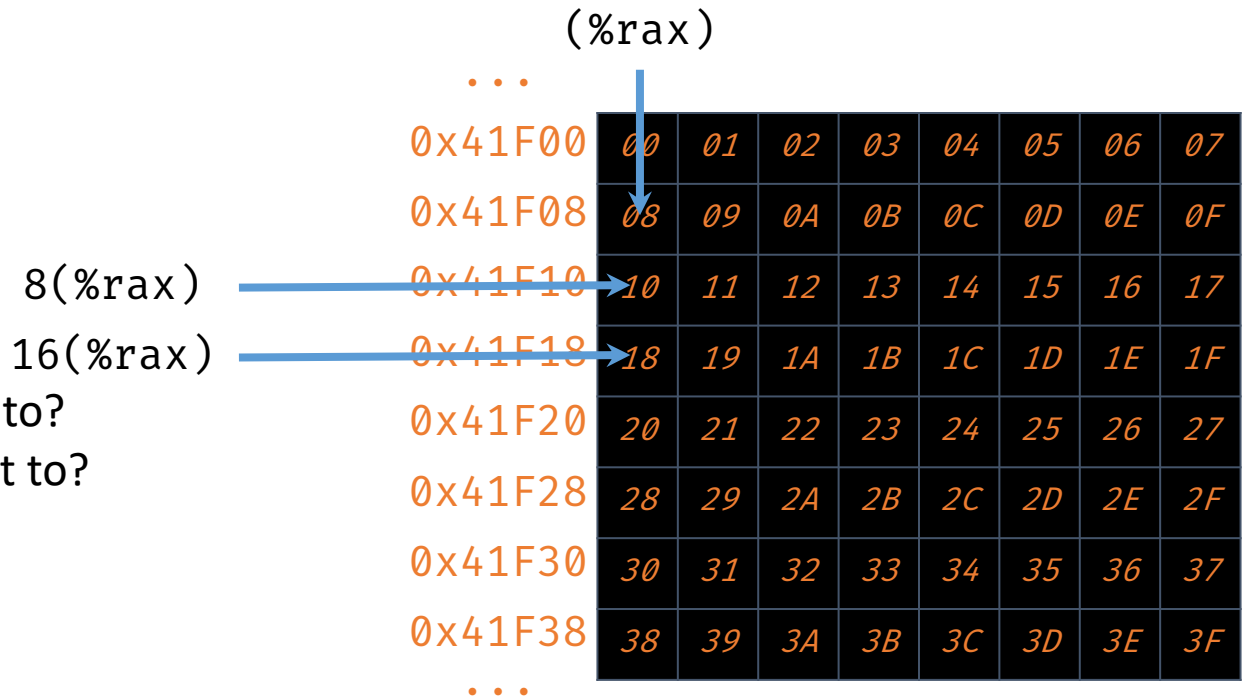 (%rax)
...
0x41F00 00 01 02 03 04 05 06 07
0x41F08 08 09 0A 0B 0C 0D 0E 0F
8(%rax) 0x41F10 10 11 12 13 14 15 16 17
16(%rax) 0x41F18 18 19 1A 1B 1C 1D 1E 1F
to?
0x41F20 20 21 22 23 24 25 26 27
t to?
0x41F28 28 29 2A 2B 2C 2D 2E 2F
0x41F30 30 31 32 33 34 35 36 37
0x41F38 38 39 3A 3B 3C 3D 3E 3F
...